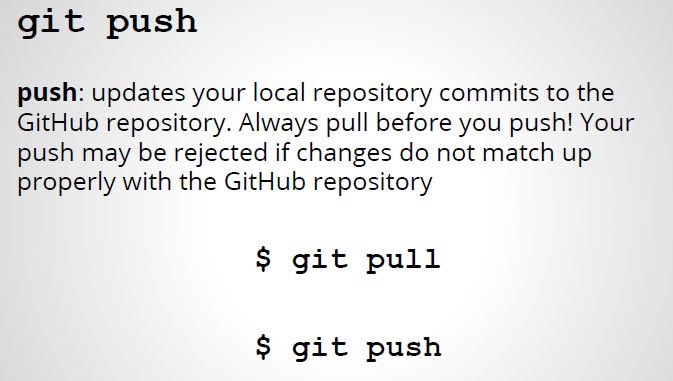 git push
push: updates your local repository commits to the
GitHub repository. Always pull before you push! Your
push may be rejected if changes do not match up
properly with the GitHub repository
$ git pull
$ git push